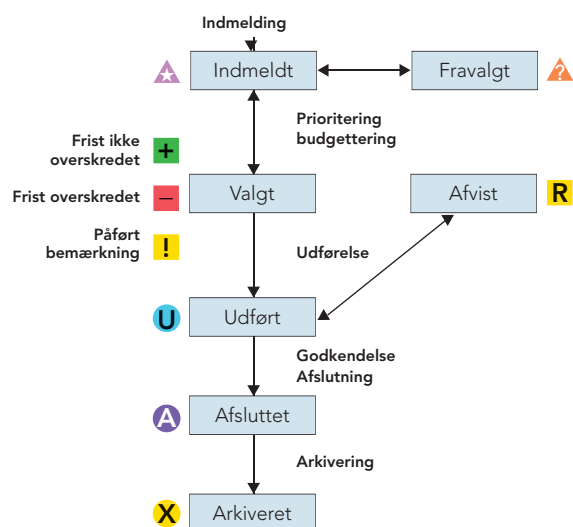 Indmelding
Indmeldt
Fravalgt
?
Prioritering
budgettering
Frist ikke
overskredet
+
Frist overskredet
–
Valgt
Afvist
R
Påført
bemærkning
!
Udførelse
U
Udført
Godkendelse
Afslutning
A
Afsluttet
Arkivering
X
Arkiveret